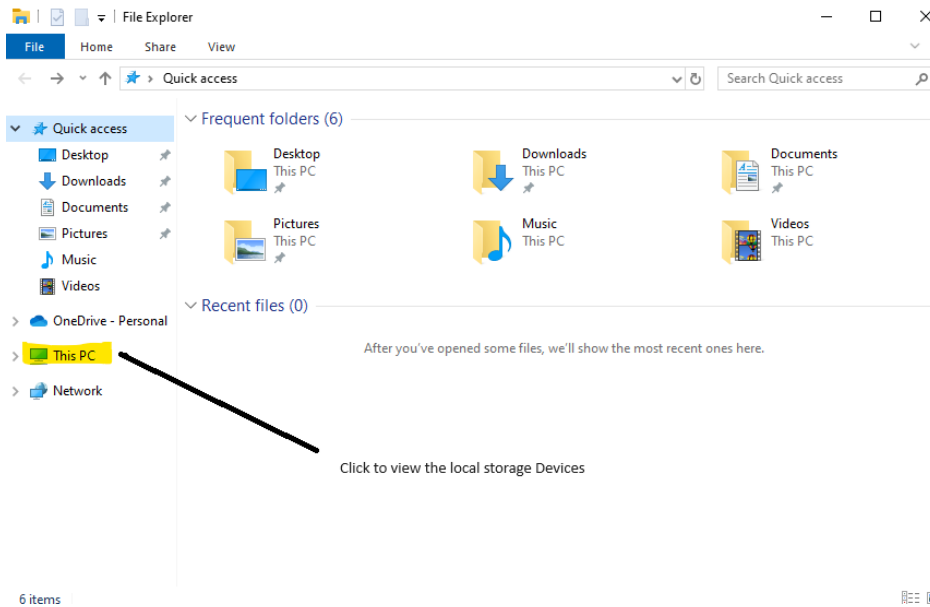 File Explorer
File Home Share View
Quick access
Search Quick access
Quick access
Desktop
Downloads
Documents
Pictures
Music
Videos
OneDrive - Personal
This PC
Network
Frequent folders (6)
Desktop
This PC
Downloads
This PC
Documents
This PC
Pictures
This PC
Music
This PC
Videos
This PC
Recent files (0)
After you've opened some files, we'll show the most recent ones here.
Click to view the local storage Devices
6 items